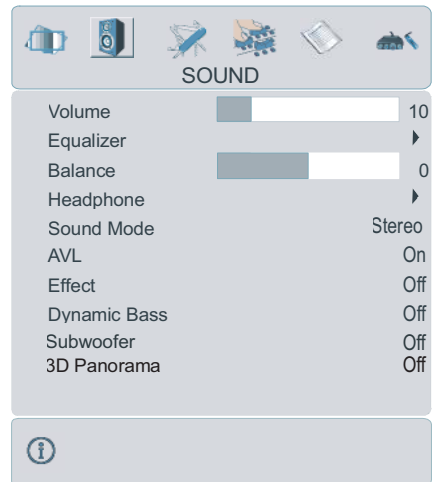 SOUND
Volume 10
Equalizer
Balance 0
Headphone
Sound Mode Stereo
AVL On
Effect Off
Dynamic Bass Off
Subwoofer Off
3D Panorama Off